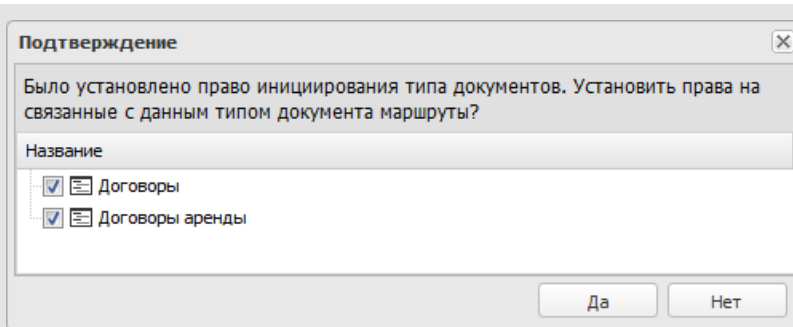 Подтверждение
Было установлено право инициирования типа документов. Установить права на
связанные с данным типом документа маршруты?
Название
Договоры
Договоры аренды
Да
Нет